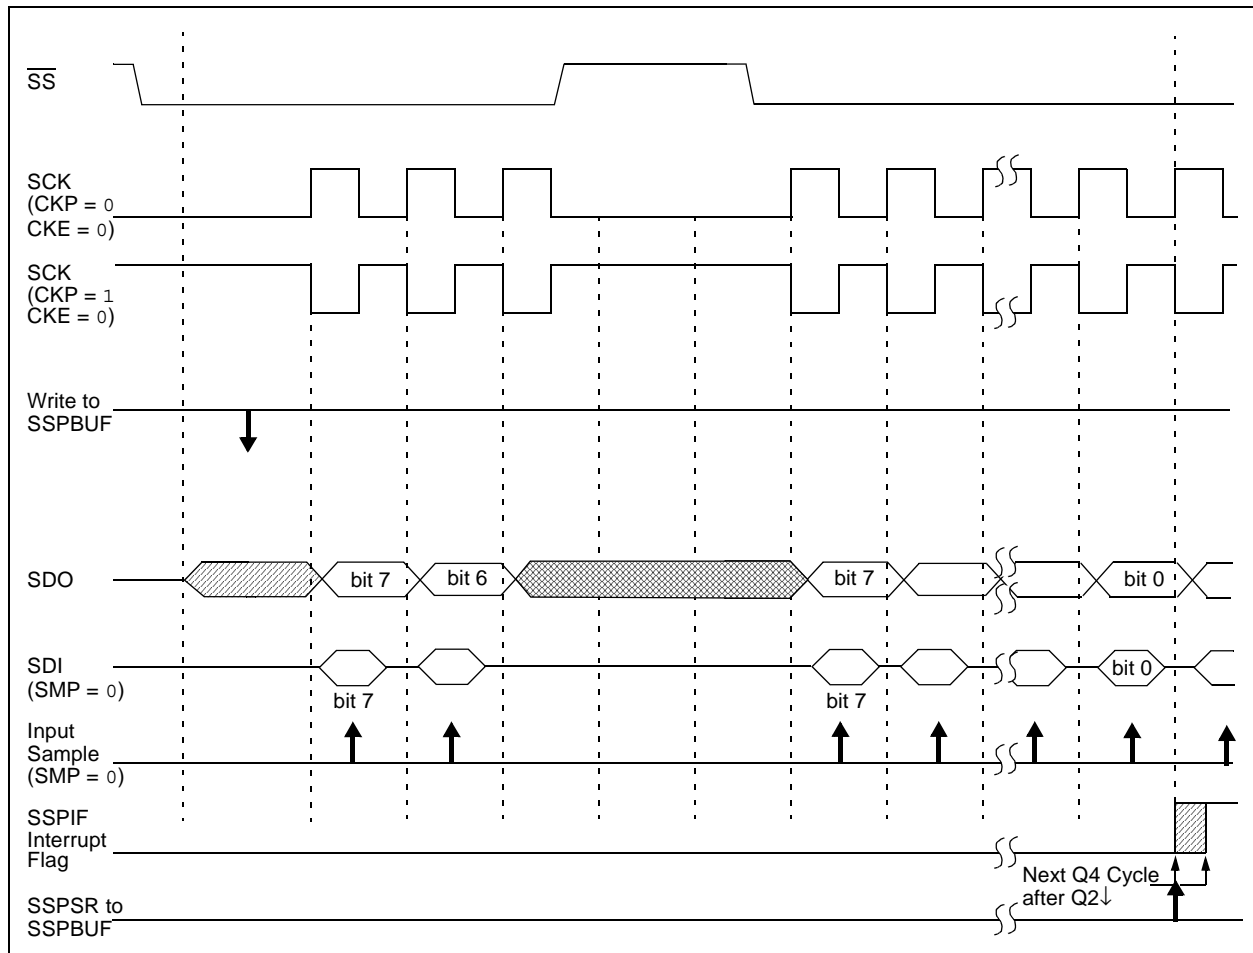 SS
SCK
(CKP = 0
CKE = 0)
SCK
(CKP = 1
CKE = 0)
Write to
SSPBUF
SDO
bit 7
bit 6
bit 7
bit 0
SDI
(SMP = 0)
bit 7
bit 7
bit 0
Input
Sample
(SMP = 0)
SSPIF
Interrupt
Flag
Next Q4 Cycle
after Q2↓
SSPSR to
SSPBUF